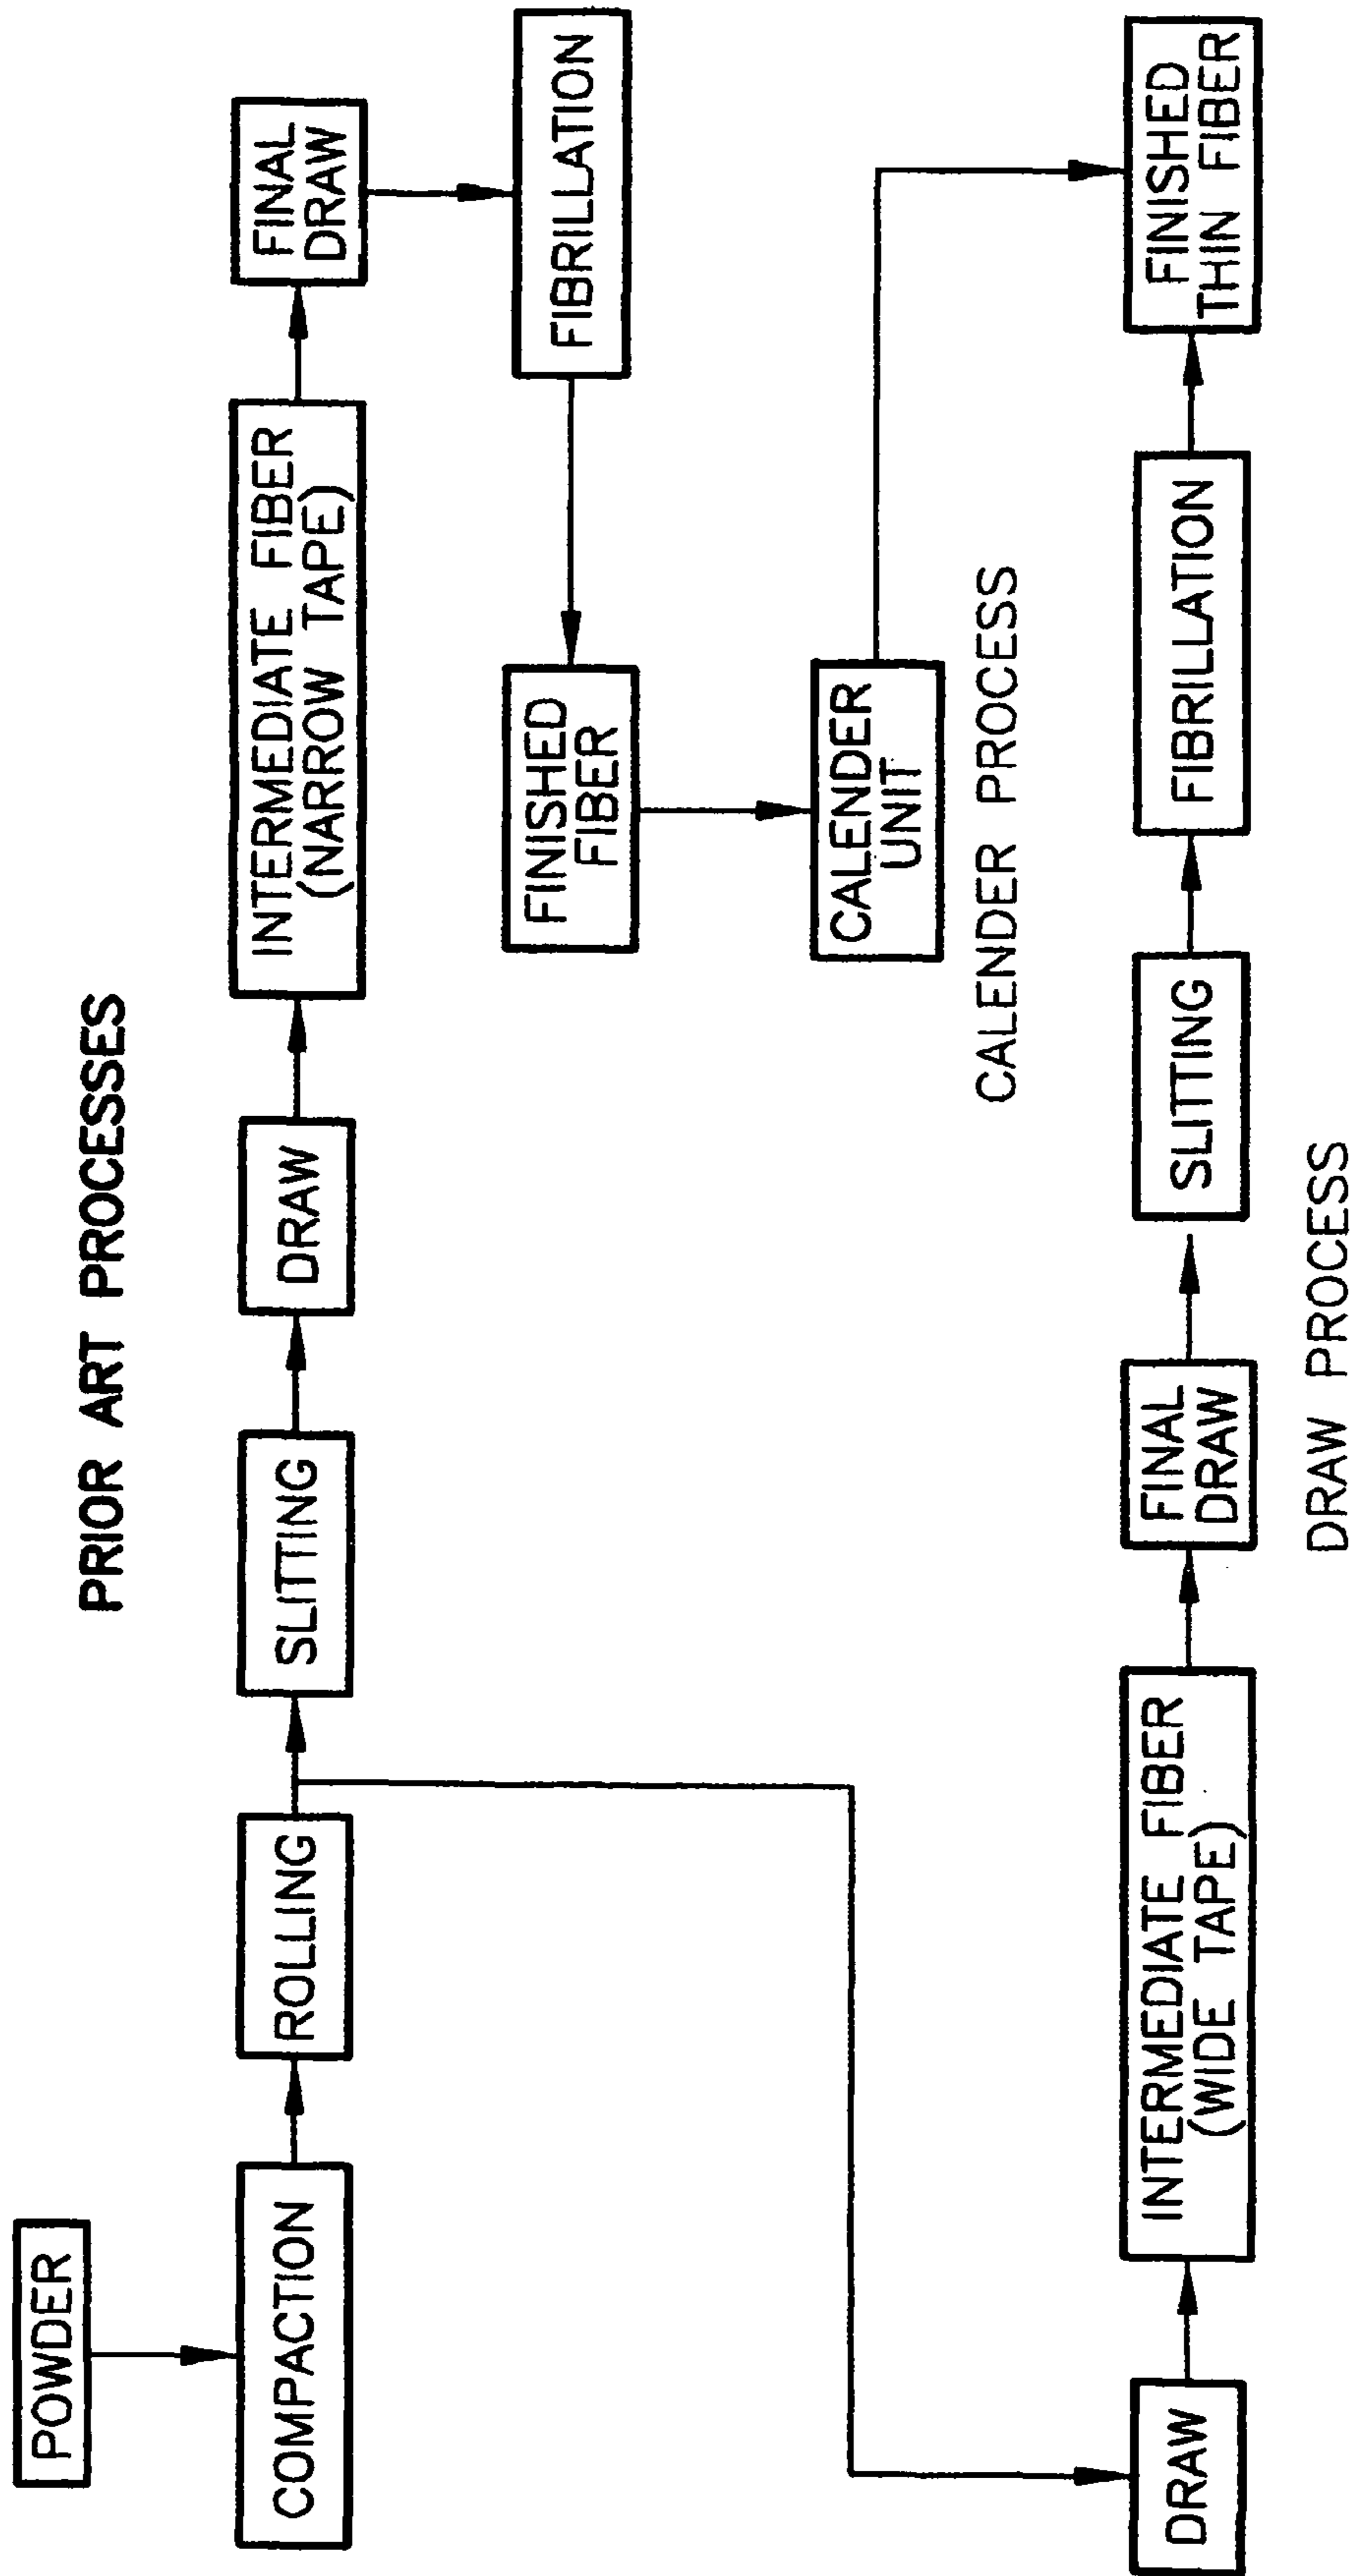 PRIOR ART PROCESSES
POWDER
COMPACTION
ROLLING
SLITTING
DRAW
INTERMEDIATE FIBER
(NARROW TAPE)
FINAL
DRAW
FIBRILLATION
FINISHED
FIBER
CALENDER
UNIT
CALENDER PROCESS
DRAW
INTERMEDIATE FIBER
(WIDE TAPE)
FINAL
DRAW
SLITTING
FIBRILLATION
FINISHED
THIN FIBER
DRAW PROCESS